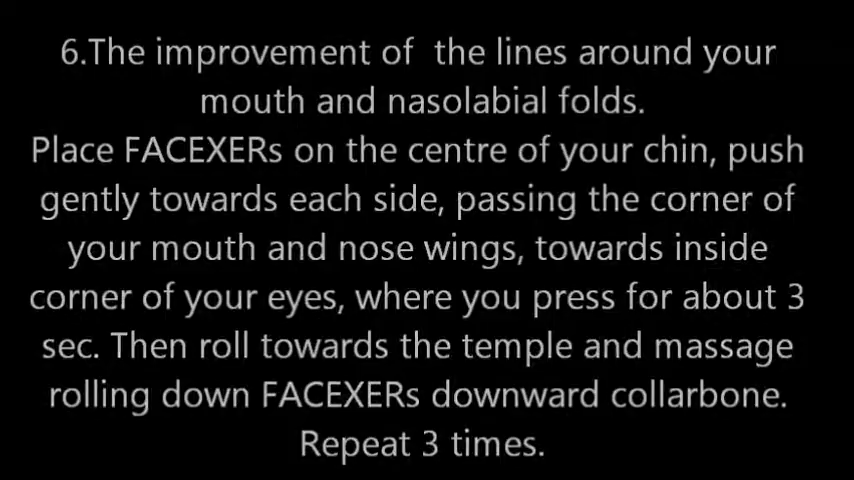 6.The improvement of  the lines around your
mouth and nasolabial folds.
Place FACEXERs on the centre of your chin, push
gently towards each side, passing the corner of
your mouth and nose wings, towards inside
corner of your eyes, where you press for about 3
sec. Then roll towards the temple and massage
rolling down FACEXERs downward collarbone.
Repeat 3 times.